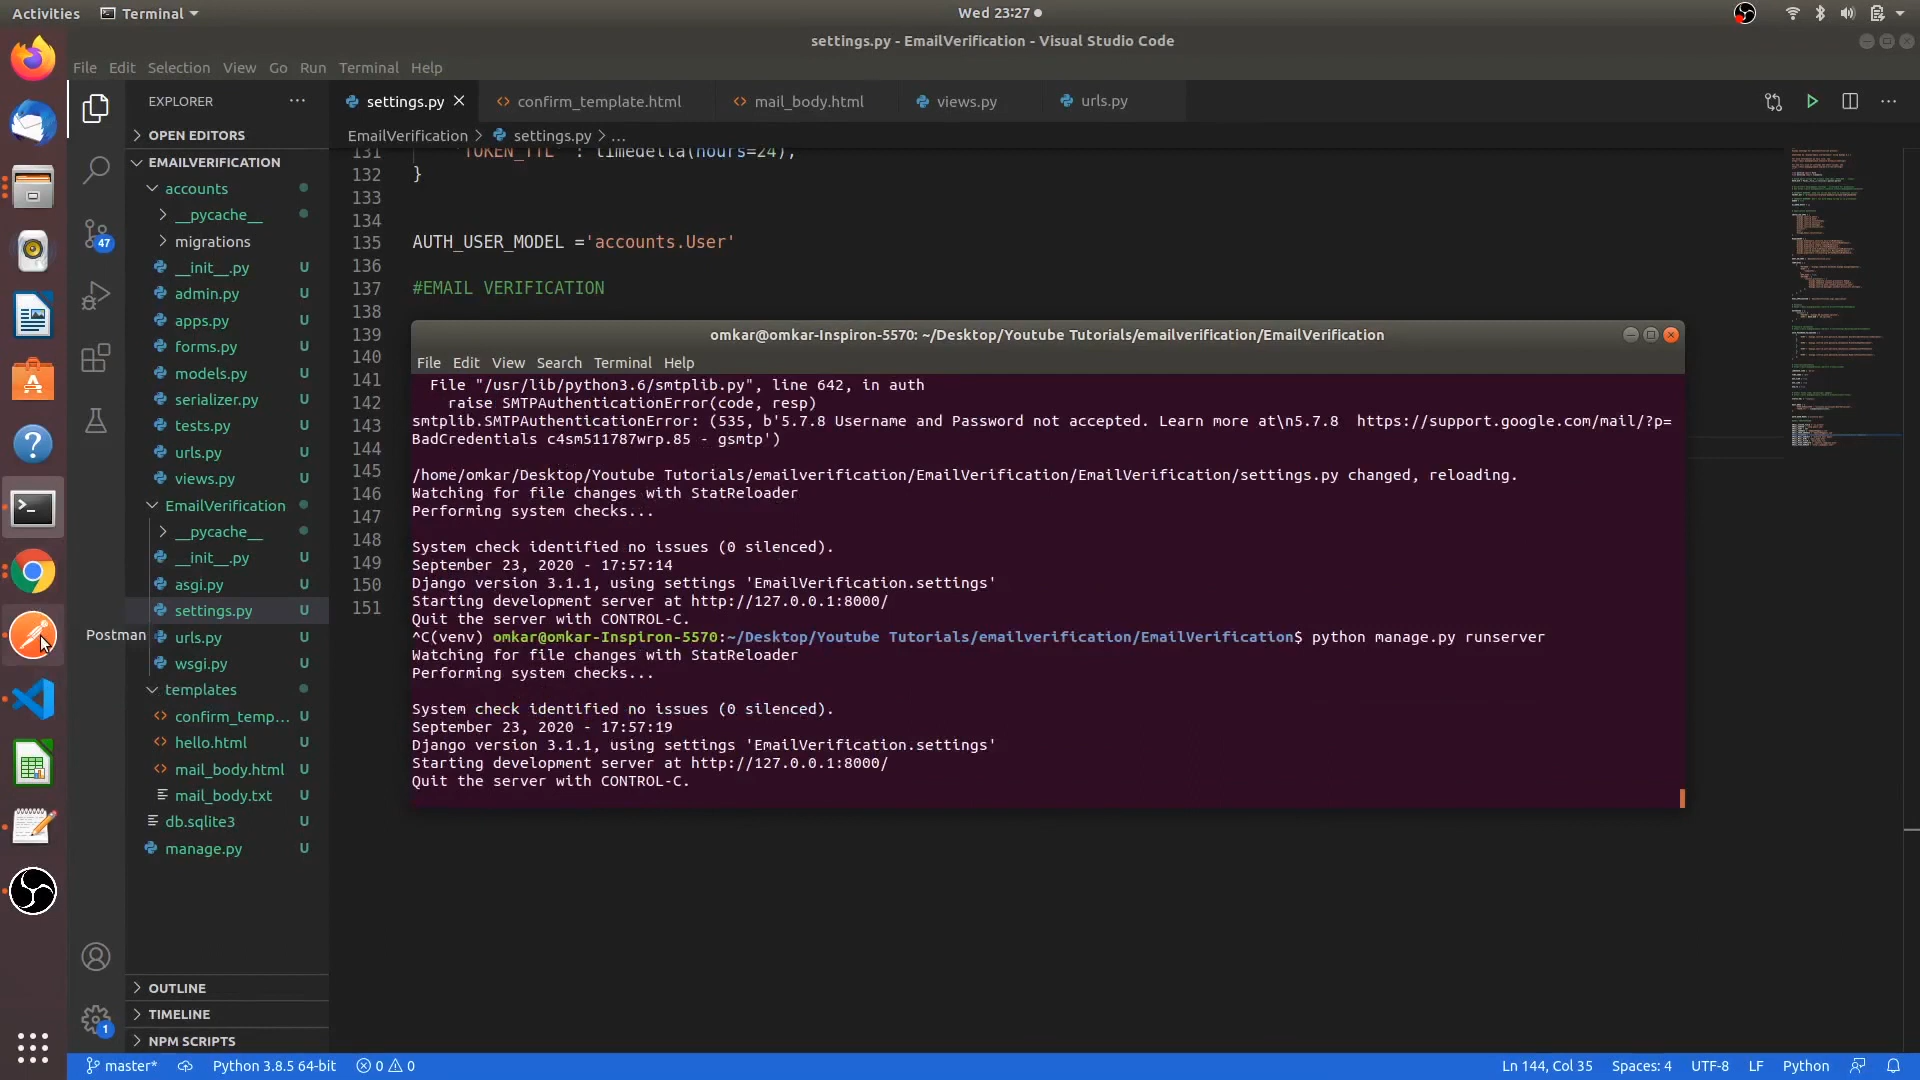 Activities
Terminal
Wed 23:27
settings.py - EmailVerification - Visual Studio Code
File Edit Selection View Go Run Terminal Help
EXPLORER
settings.py
confirm_template.html
mail_body.html
views.py
urls.py
OPEN EDITORS
EmailVerification > settings.py > ...
EMAILVERIFICATION
accounts
__pycache__
migrations
__init__.py U
admin.py U
apps.py U
forms.py U
models.py U
serializer.py U
tests.py U
urls.py U
views.py U
EmailVerification
__pycache__
__init__.py U
asgi.py U
settings.py U
urls.py U
wsgi.py U
templates
confirm_temp... U
hello.html U
mail_body.html U
mail_body.txt U
db.sqlite3 U
manage.py U
OUTLINE
TIMELINE
NPM SCRIPTS
47
1
Postman
131 'TOKEN_TTL' : timedelta(hours=24),
132 }
133
134
135 AUTH_USER_MODEL ='accounts.User'
136
137 #EMAIL VERIFICATION
138
139
140
141
142
143
144
145
146
147
148
149
150
151
omkar@omkar-Inspiron-5570: ~/Desktop/Youtube Tutorials/emailverification/EmailVerification
File Edit View Search Terminal Help
File "/usr/lib/python3.6/smtplib.py", line 642, in auth
raise SMTPAuthenticationError(code, resp)
smtplib.SMTPAuthenticationError: (535, b'5.7.8 Username and Password not accepted. Learn more at\n5.7.8  https://support.google.com/mail/?p=
BadCredentials c4sm511787wrp.85 - gsmtp')
/home/omkar/Desktop/Youtube Tutorials/emailverification/EmailVerification/EmailVerification/settings.py changed, reloading.
Watching for file changes with StatReloader
Performing system checks...
System check identified no issues (0 silenced).
September 23, 2020 - 17:57:14
Django version 3.1.1, using settings 'EmailVerification.settings'
Starting development server at http://127.0.0.1:8000/
Quit the server with CONTROL-C.
^C(venv) omkar@omkar-Inspiron-5570:~/Desktop/Youtube Tutorials/emailverification/EmailVerification$ python manage.py runserver
Watching for file changes with StatReloader
Performing system checks...
System check identified no issues (0 silenced).
September 23, 2020 - 17:57:19
Django version 3.1.1, using settings 'EmailVerification.settings'
Starting development server at http://127.0.0.1:8000/
Quit the server with CONTROL-C.
master*
Python 3.8.5 64-bit
0 0
Ln 144, Col 35
Spaces: 4
UTF-8
LF
Python